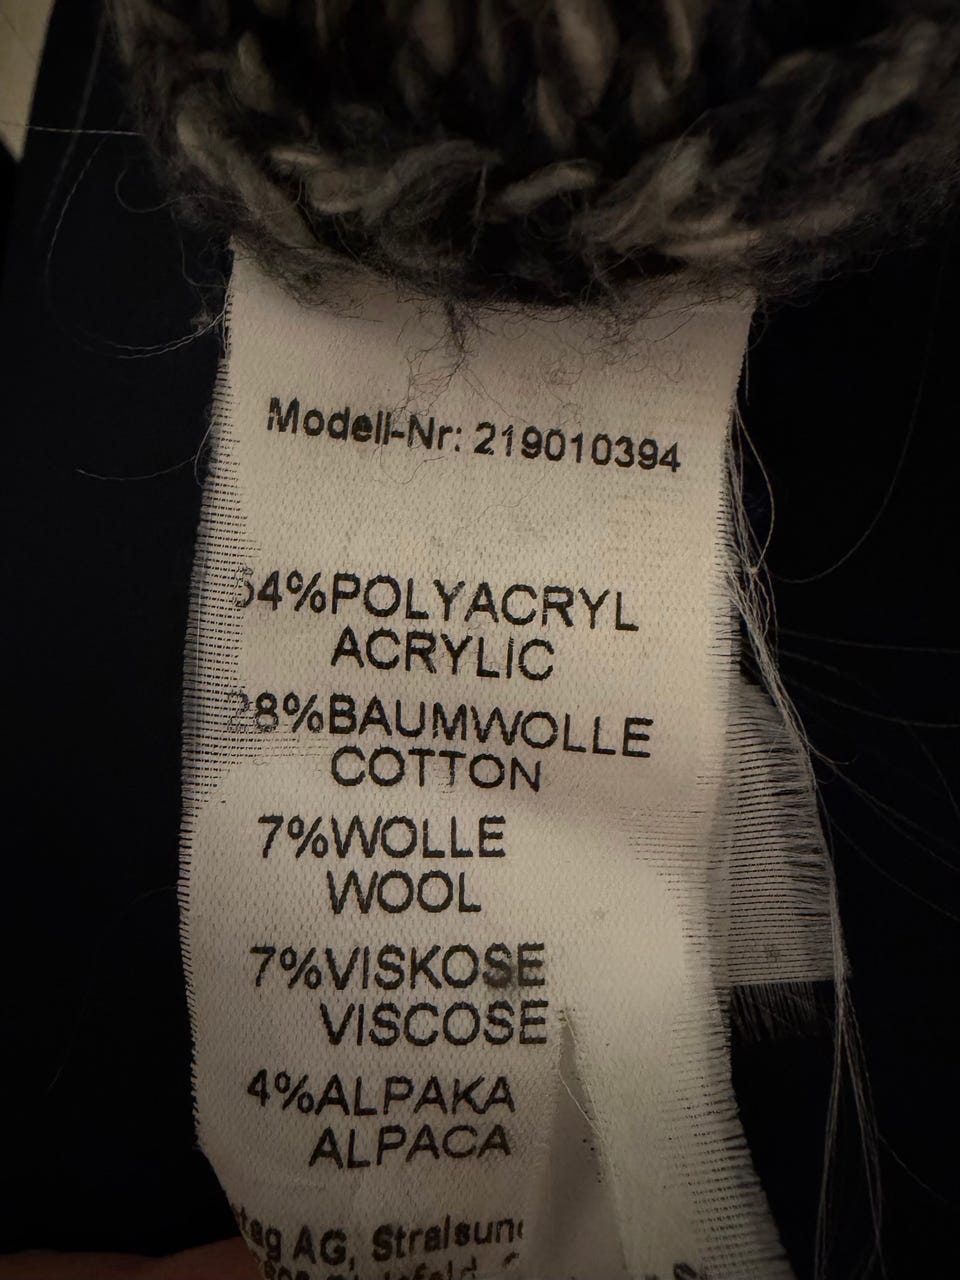 Modell-Nr: 219010394
54%POLYACRYL
ACRYLIC
28%BAUMWOLLE
COTTON
7%WOLLE
WOOL
7%VISKOSE
VISCOSE
4%ALPAKA
ALPACA
AG, Stralsun